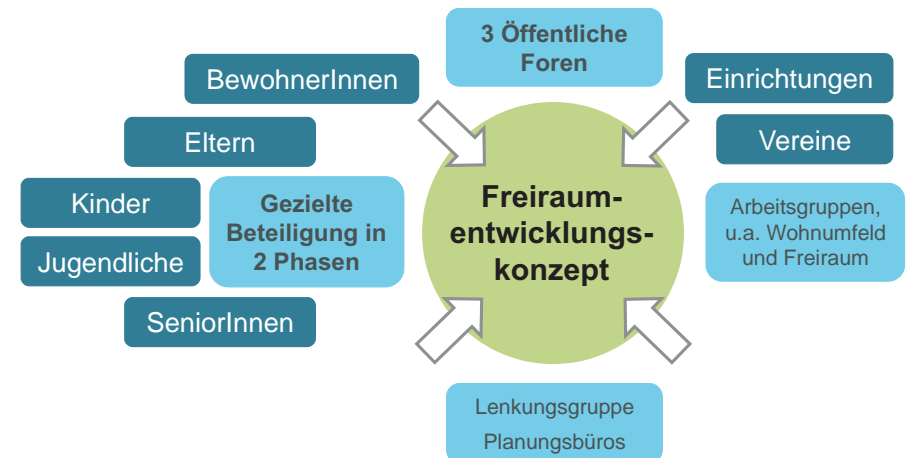 3 Öffentliche
Foren
BewohnerInnen
Einrichtungen
Eltern
Vereine
Kinder
Jugendliche
SeniorInnen
Gezielte
Beteiligung in
2 Phasen
Freiraum-
entwicklungs-
konzept
Arbeitsgruppen,
u.a. Wohnumfeld
und Freiraum
Lenkungsgruppe
Planungsbüros